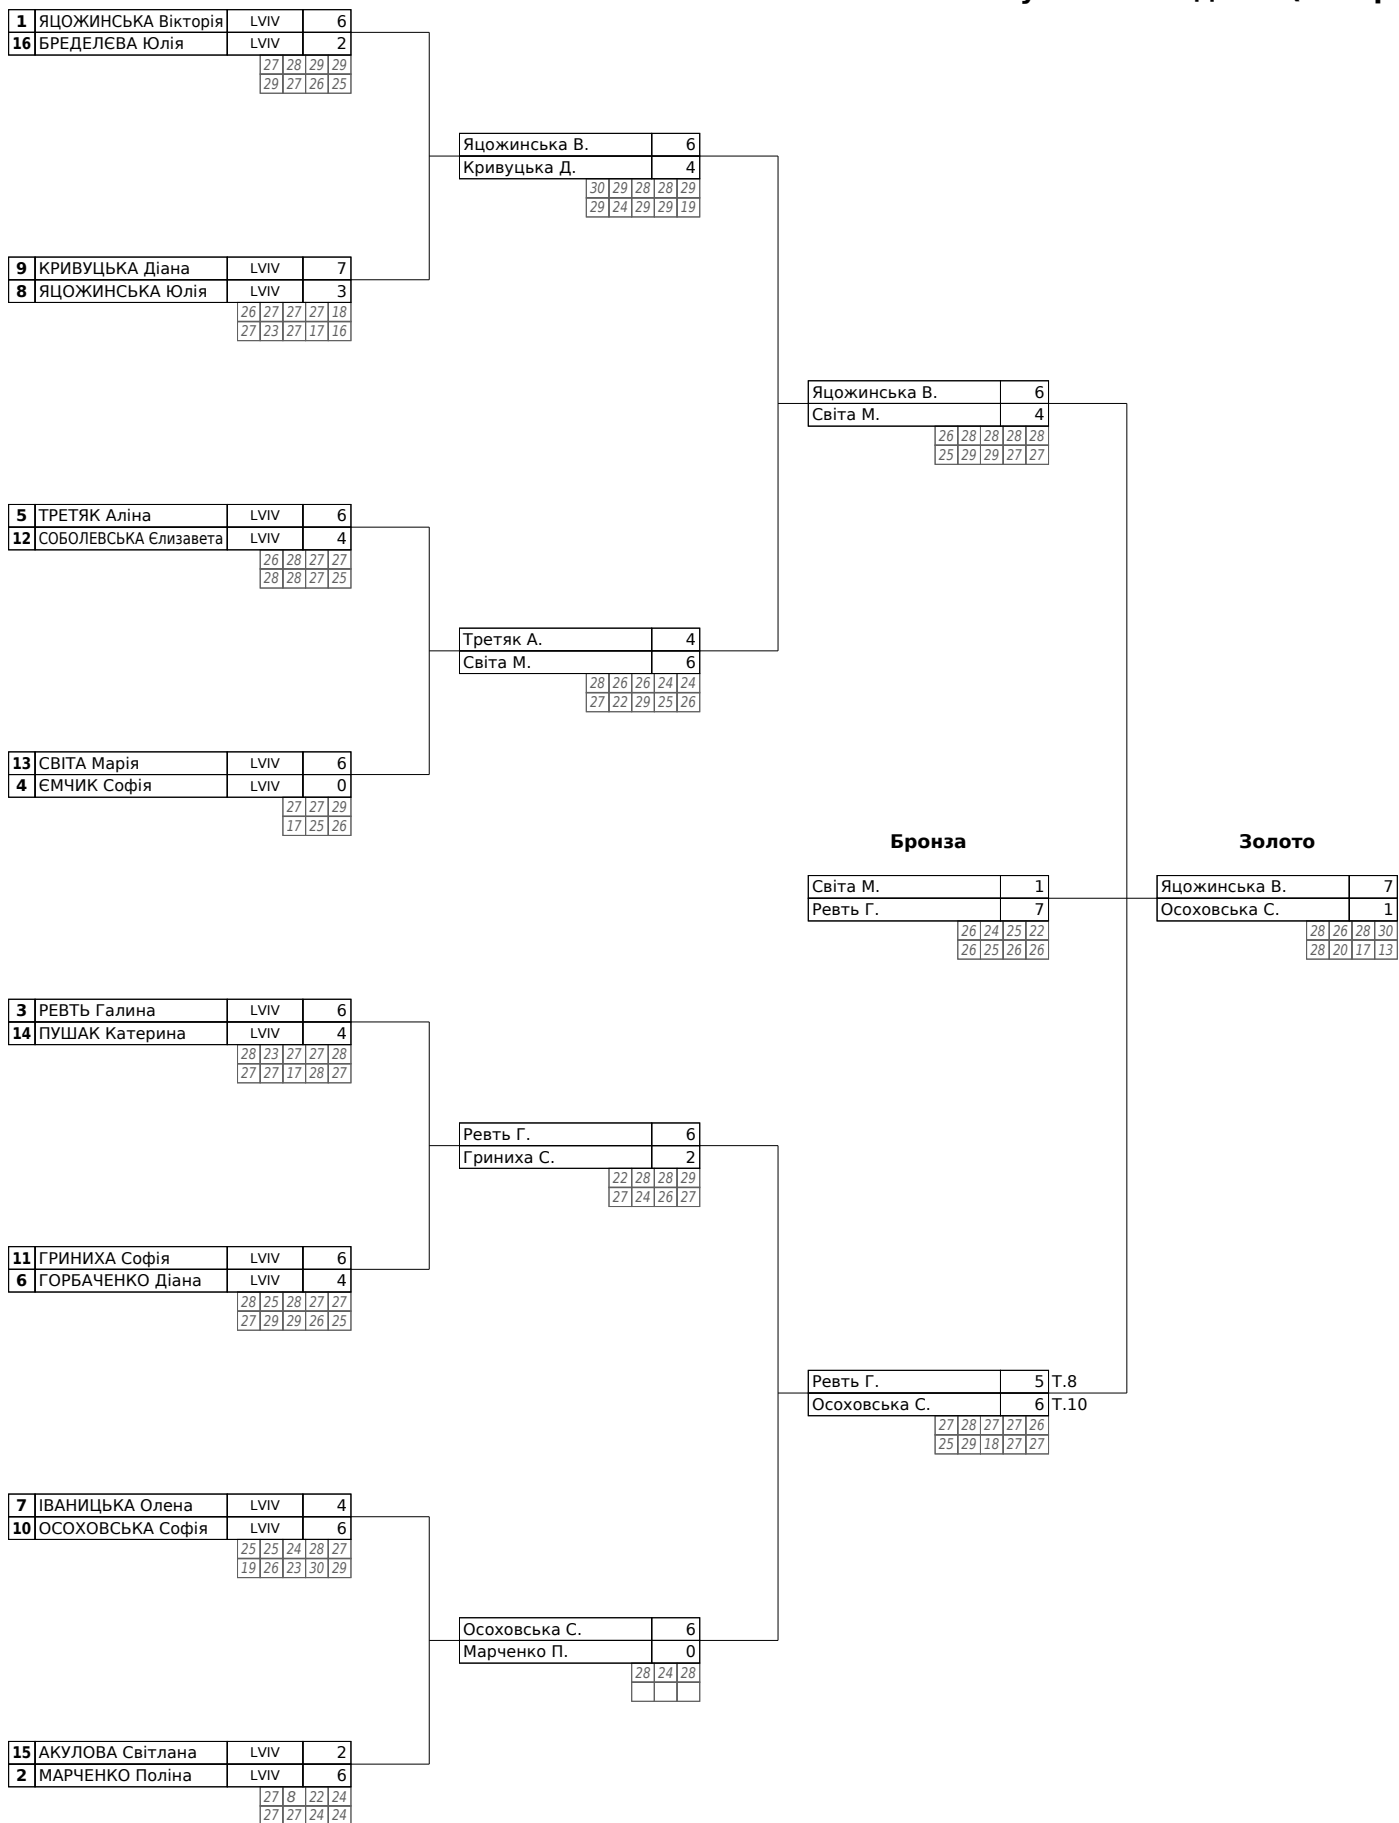 1 ЯЦОЖИНСЬКА Вікторія LVIV 6
16 БРЕДЕЛЄВА Юлія LVIV 2
27 28 29 29
29 27 26 25
Яцожинська В. 6
Кривуцька Д. 4
30 29 28 28 29
29 24 29 29 19
9 КРИВУЦЬКА Діана LVIV 7
8 ЯЦОЖИНСЬКА Юлія LVIV 3
26 27 27 27 18
27 23 27 17 16
Яцожинська В. 6
Світа М. 4
26 28 28 28 28
25 29 29 27 27
5 ТРЕТЯК Аліна LVIV 6
12 СОБОЛЕВСЬКА Єлизавета LVIV 4
26 28 27 27
28 28 27 25
Третяк А. 4
Світа М. 6
28 26 26 24 24
27 22 29 25 26
13 СВІТА Марія LVIV 6
4 ЄМЧИК Софія LVIV 0
27 27 29
17 25 26
Бронза Золото
Світа М. 1 Яцожинська В. 7
Ревть Г. 7 Осоховська С. 1
26 24 25 22 28 26 28 30
26 25 26 26 28 20 17 13
3 РЕВТЬ Галина LVIV 6
14 ПУШАК Катерина LVIV 4
28 23 27 27 28
27 27 17 28 27
Ревть Г. 6
Гриниха С. 2
22 28 28 29
27 24 26 27
11 ГРИНИХА Софія LVIV 6
6 ГОРБАЧЕНКО Діана LVIV 4
28 25 28 27 27
27 29 29 26 25
Ревть Г. 5 T.8
Осоховська С. 6 T.10
27 28 27 27 26
25 29 18 27 27
7 ІВАНИЦЬКА Олена LVIV 4
10 ОСОХОВСЬКА Софія LVIV 6
25 25 24 28 27
19 26 23 30 29
Осоховська С. 6
Марченко П. 0
28 24 28
15 АКУЛОВА Світлана LVIV 2
2 МАРЧЕНКО Поліна LVIV 6
27 8 22 24
27 27 24 24